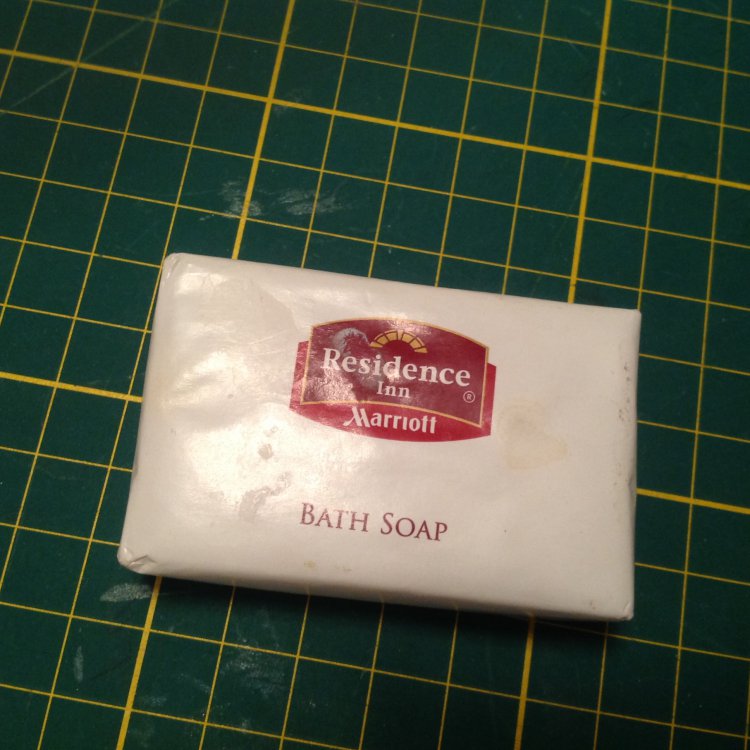 Residence
Inn
®
Marriott
BATH SOAP